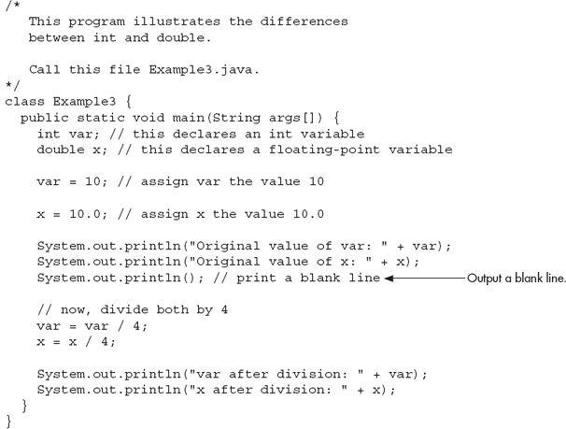 /*
   This program illustrates the differences
   between int and double.

   Call this file Example3.java.
*/
class Example3 {
  public static void main(String args[]) {
    int var; // this declares an int variable
    double x; // this declares a floating-point variable

    var = 10; // assign var the value 10

    x = 10.0; // assign x the value 10.0

    System.out.println("Original value of var: " + var);
    System.out.println("Original value of x: " + x);
    System.out.println(); // print a blank line Output a blank line.

    // now, divide both by 4
    var = var / 4;
    x = x / 4;

    System.out.println("var after division: " + var);
    System.out.println("x after division: " + x);
  }
}